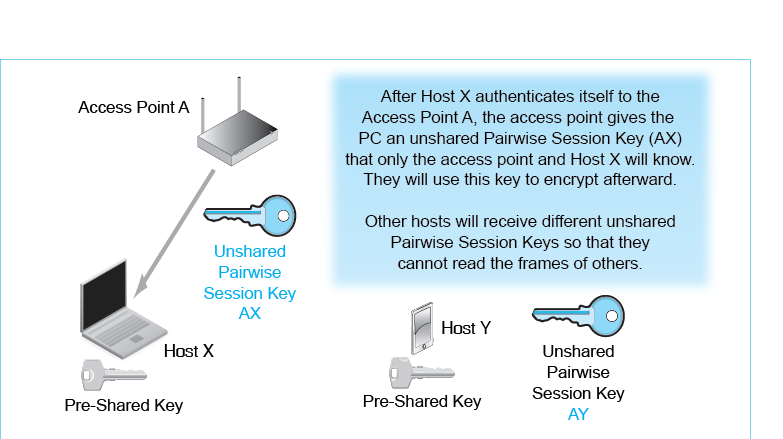 Access Point A
After Host X authenticates itself to the
Access Point A, the access point gives the
PC an unshared Pairwise Session Key (AX)
that only the access point and Host X will know.
They will use this key to encrypt afterward.
Other hosts will receive different unshared
Pairwise Session Keys so that they
cannot read the frames of others.
Unshared
Pairwise
Session Key
AX
Host X
Pre-Shared Key
Host Y
Pre-Shared Key
Unshared
Pairwise
Session Key
AY